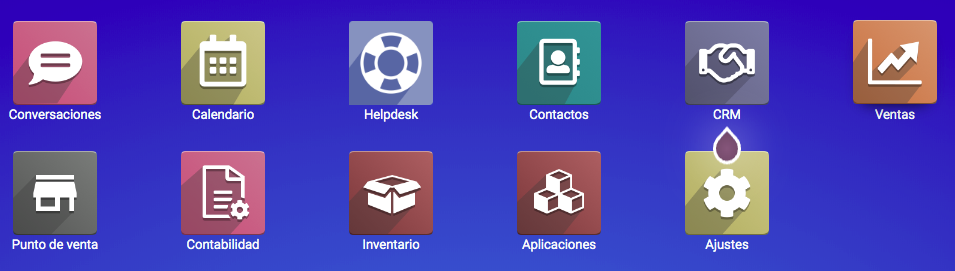 Conversaciones
Calendario
Helpdesk
Contactos
CRM
Ventas
Punto de venta
Contabilidad
Inventario
Aplicaciones
Ajustes